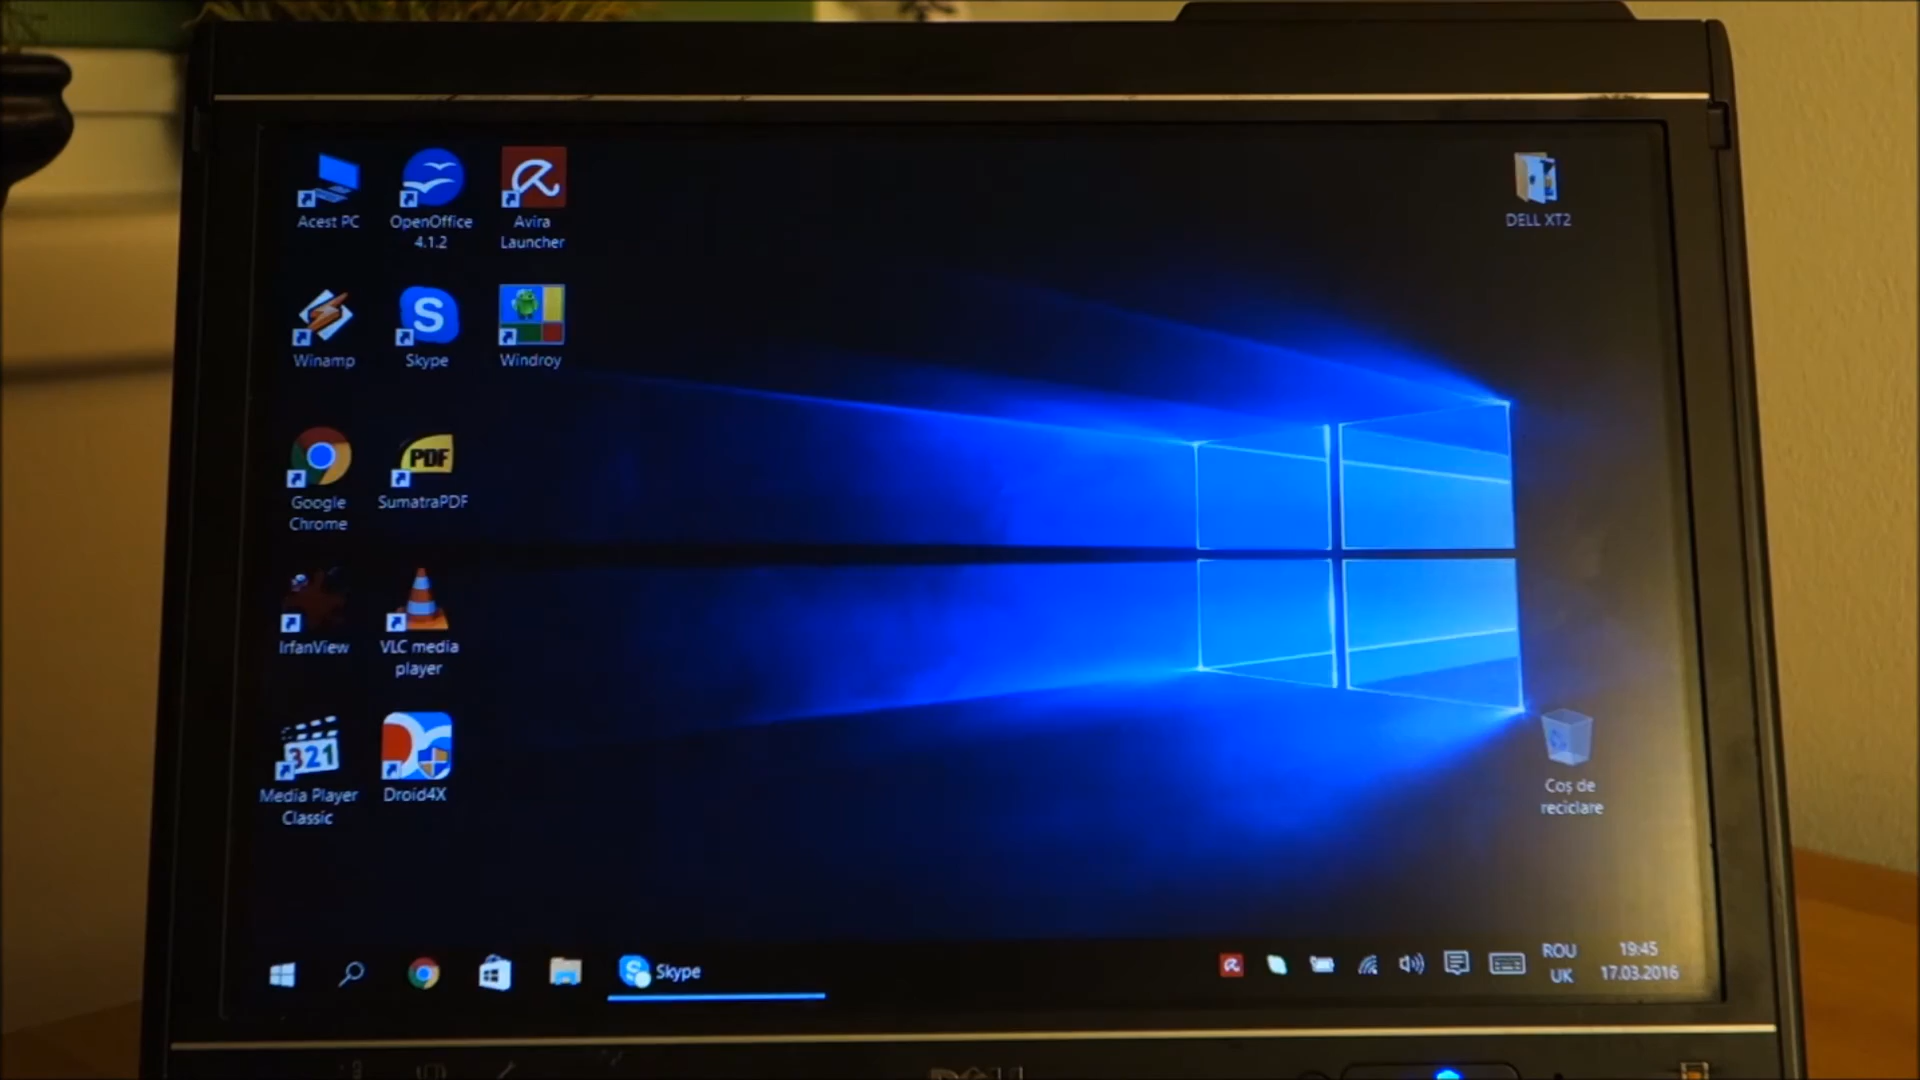 Acest PC
OpenOffice
4.1.2
Avira
Launcher
DELL XT2
Winamp
S
Skype
Windroy
Google
Chrome
PDF
SumatraPDF
IrfanView
VLC media
player
321
Media Player
Classic
Droid4X
Coș de
reciclare
S
Skype
ROU
UK
19:45
17.03.2016
DELL